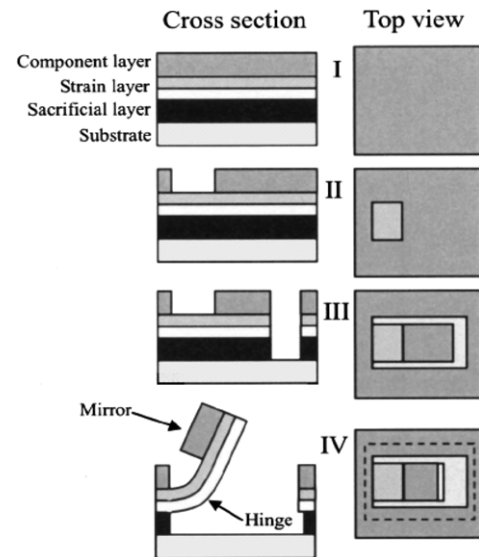 Cross section
Top view
Component layer
I
Strain layer
Sacrificial layer
Substrate
II
III
Mirror
IV
Hinge